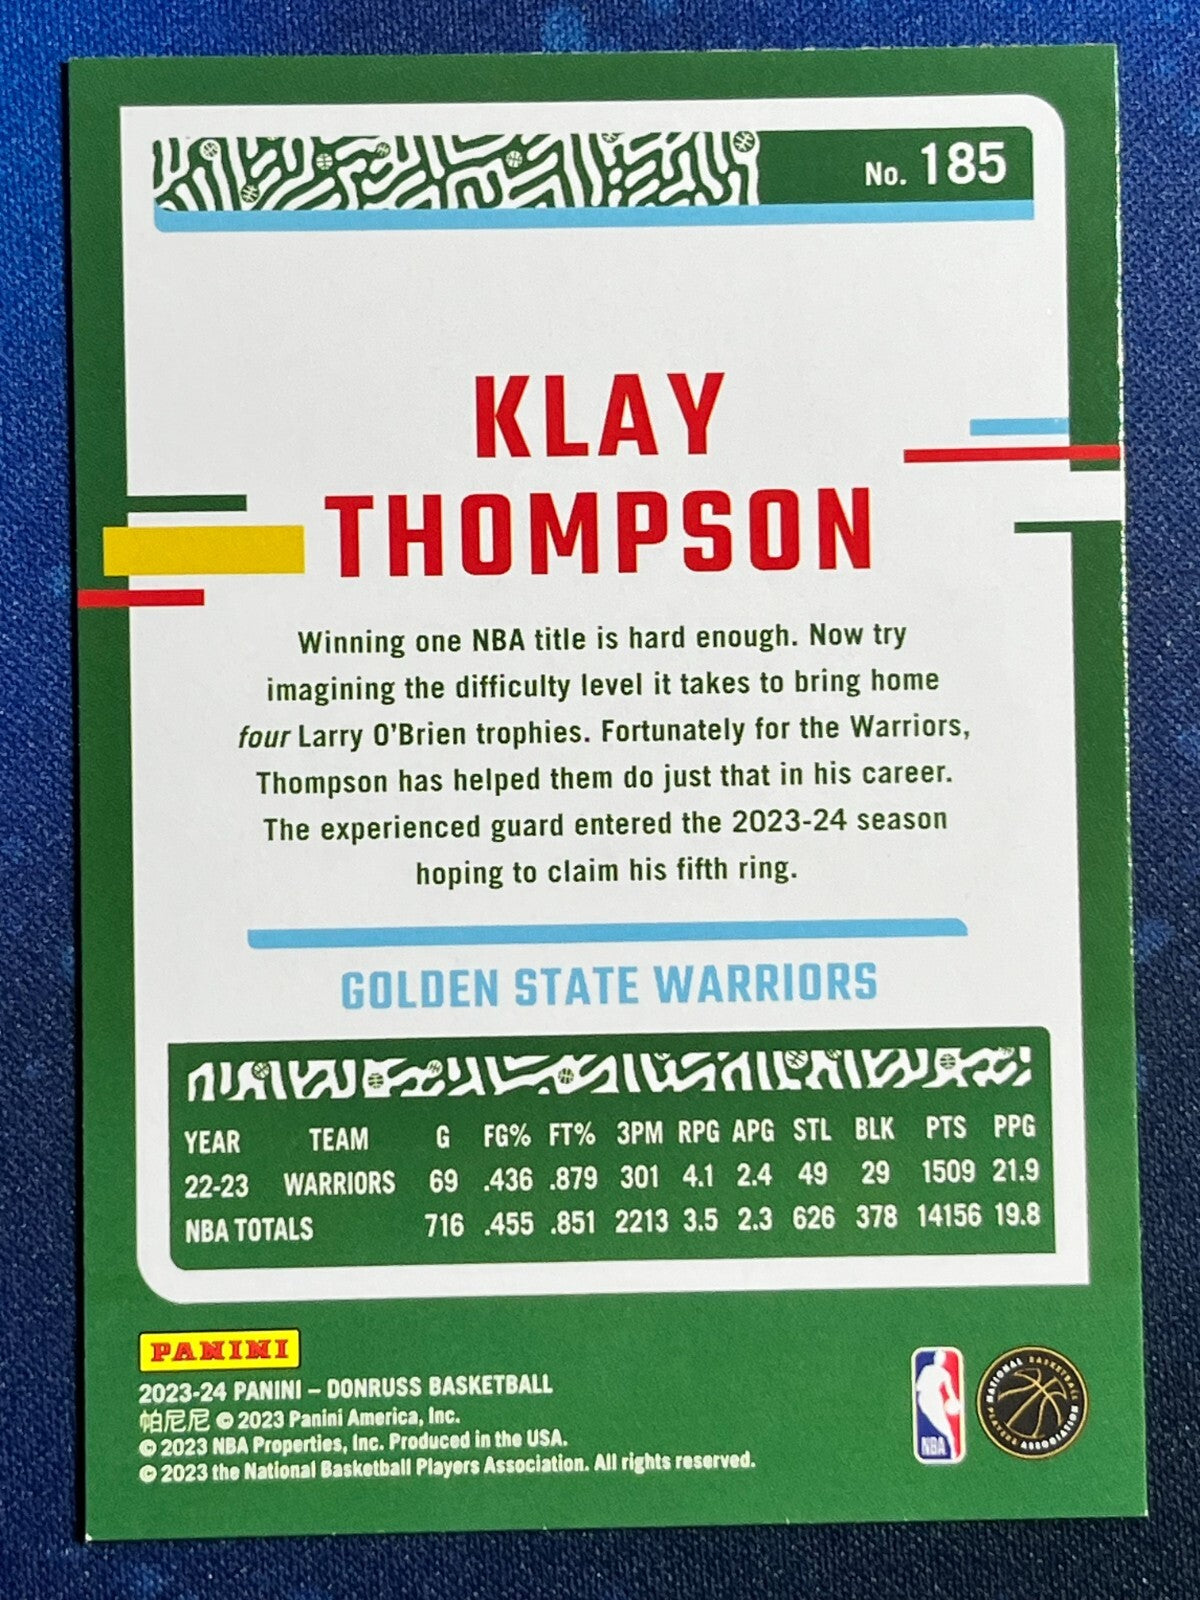 No. 185
KLAY
THOMPSON
Winning one NBA title is hard enough. Now try
imagining the difficulty level it takes to bring home
four Larry O'Brien trophies. Fortunately for the Warriors,
Thompson has helped them do just that in his career.
The experienced guard entered the 2023-24 season
hoping to claim his fifth ring.
GOLDEN STATE WARRIORS
YEAR TEAM G FG% FT% 3PM RPG APG STL BLK PTS PPG
22-23 WARRIORS 69 .436 .879 301 4.1 2.4 49 29 1509 21.9
NBA TOTALS 716 .455 .851 2213 3.5 2.3 626 378 14156 19.8
PANINI
2023-24 PANINI – DONRUSS BASKETBALL
帕尼尼 © 2023 Panini America, Inc.
© 2023 NBA Properties, Inc. Produced in the USA.
© 2023 the National Basketball Players Association. All rights reserved.
NBA
NATIONAL BASKETBALL
PLAYERS ASSOCIATION